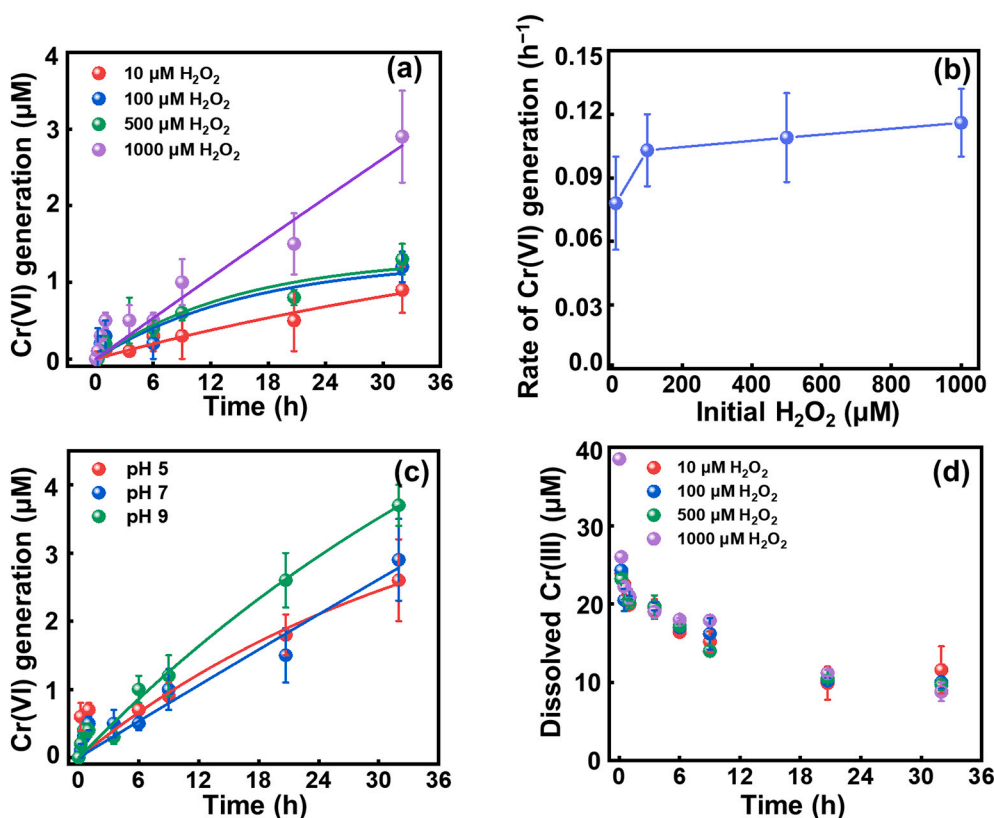 (a)
10 µM H₂O₂
100 µM H₂O₂
500 µM H₂O₂
1000 µM H₂O₂
Cr(VI) generation (µM)
4
3
2
1
0
0 6 12 18 24 30 36
Time (h)
(b)
Rate of Cr(VI) generation (h⁻¹)
0.15
0.12
0.09
0.06
0.03
0.0
0 200 400 600 800 1000
Initial H₂O₂ (µM)
(c)
pH 5
pH 7
pH 9
Cr(VI) generation (µM)
4
3
2
1
0
0 6 12 18 24 30 36
Time (h)
(d)
10 µM H₂O₂
100 µM H₂O₂
500 µM H₂O₂
1000 µM H₂O₂
Dissolved Cr(III) (µM)
40
30
20
10
0
0 6 12 18 24 30 36
Time (h)